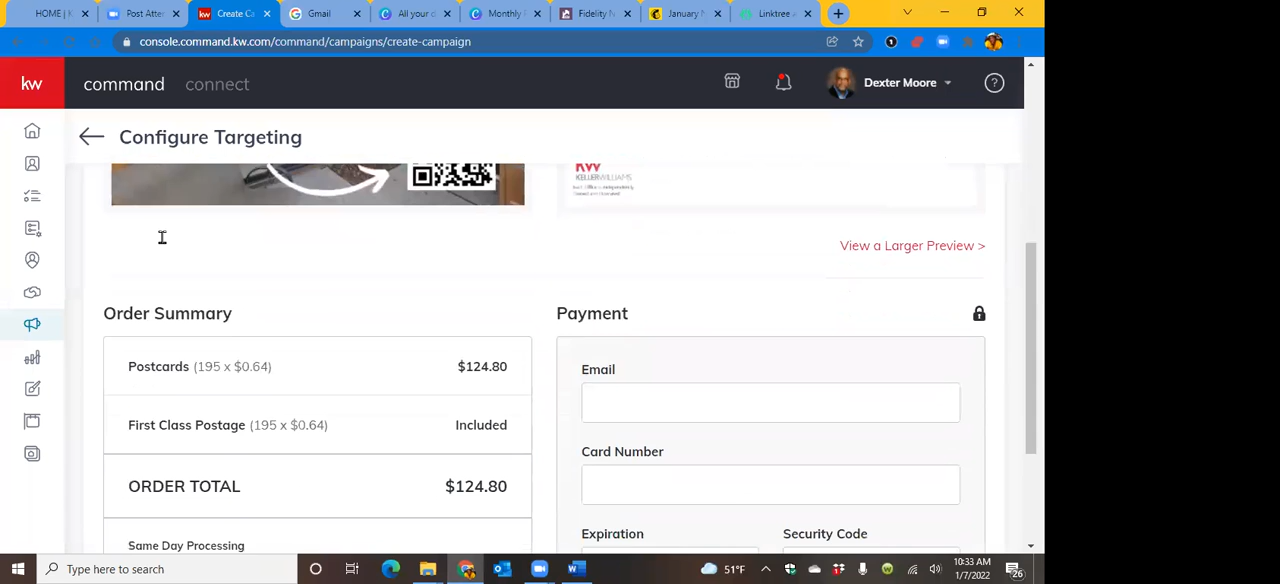 HOME | K
Post Atter
Create Ca
Gmail
All your d
Monthly
Fidelity N
January N
Linktree
console.command.kw.com/command/campaigns/create-campaign
kw
command connect
Dexter Moore
?
Configure Targeting
kw
KELLERWILLIAMS
View a Larger Preview >
Order Summary
Payment
Postcards (195 x $0.64) $124.80
Email
First Class Postage (195 x $0.64) Included
Card Number
ORDER TOTAL $124.80
Expiration Security Code
Same Day Processing
Type here to search
51°F
10:33 AM
1/7/2022
26